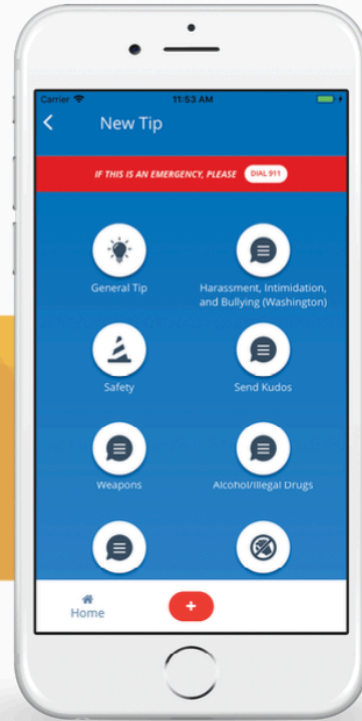 Carrier 11:53 AM
New Tip
IF THIS IS AN EMERGENCY, PLEASE DIAL 911
General Tip
Harassment, Intimidation,
and Bullying (Washington)
Safety
Send Kudos
Weapons
Alcohol/Illegal Drugs
Home
+